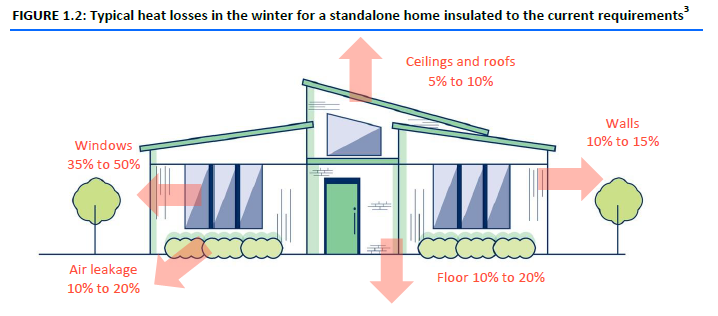 FIGURE 1.2: Typical heat losses in the winter for a standalone home insulated to the current requirements³
Ceilings and roofs
5% to 10%
Walls
10% to 15%
Windows
35% to 50%
Air leakage
10% to 20%
Floor 10% to 20%